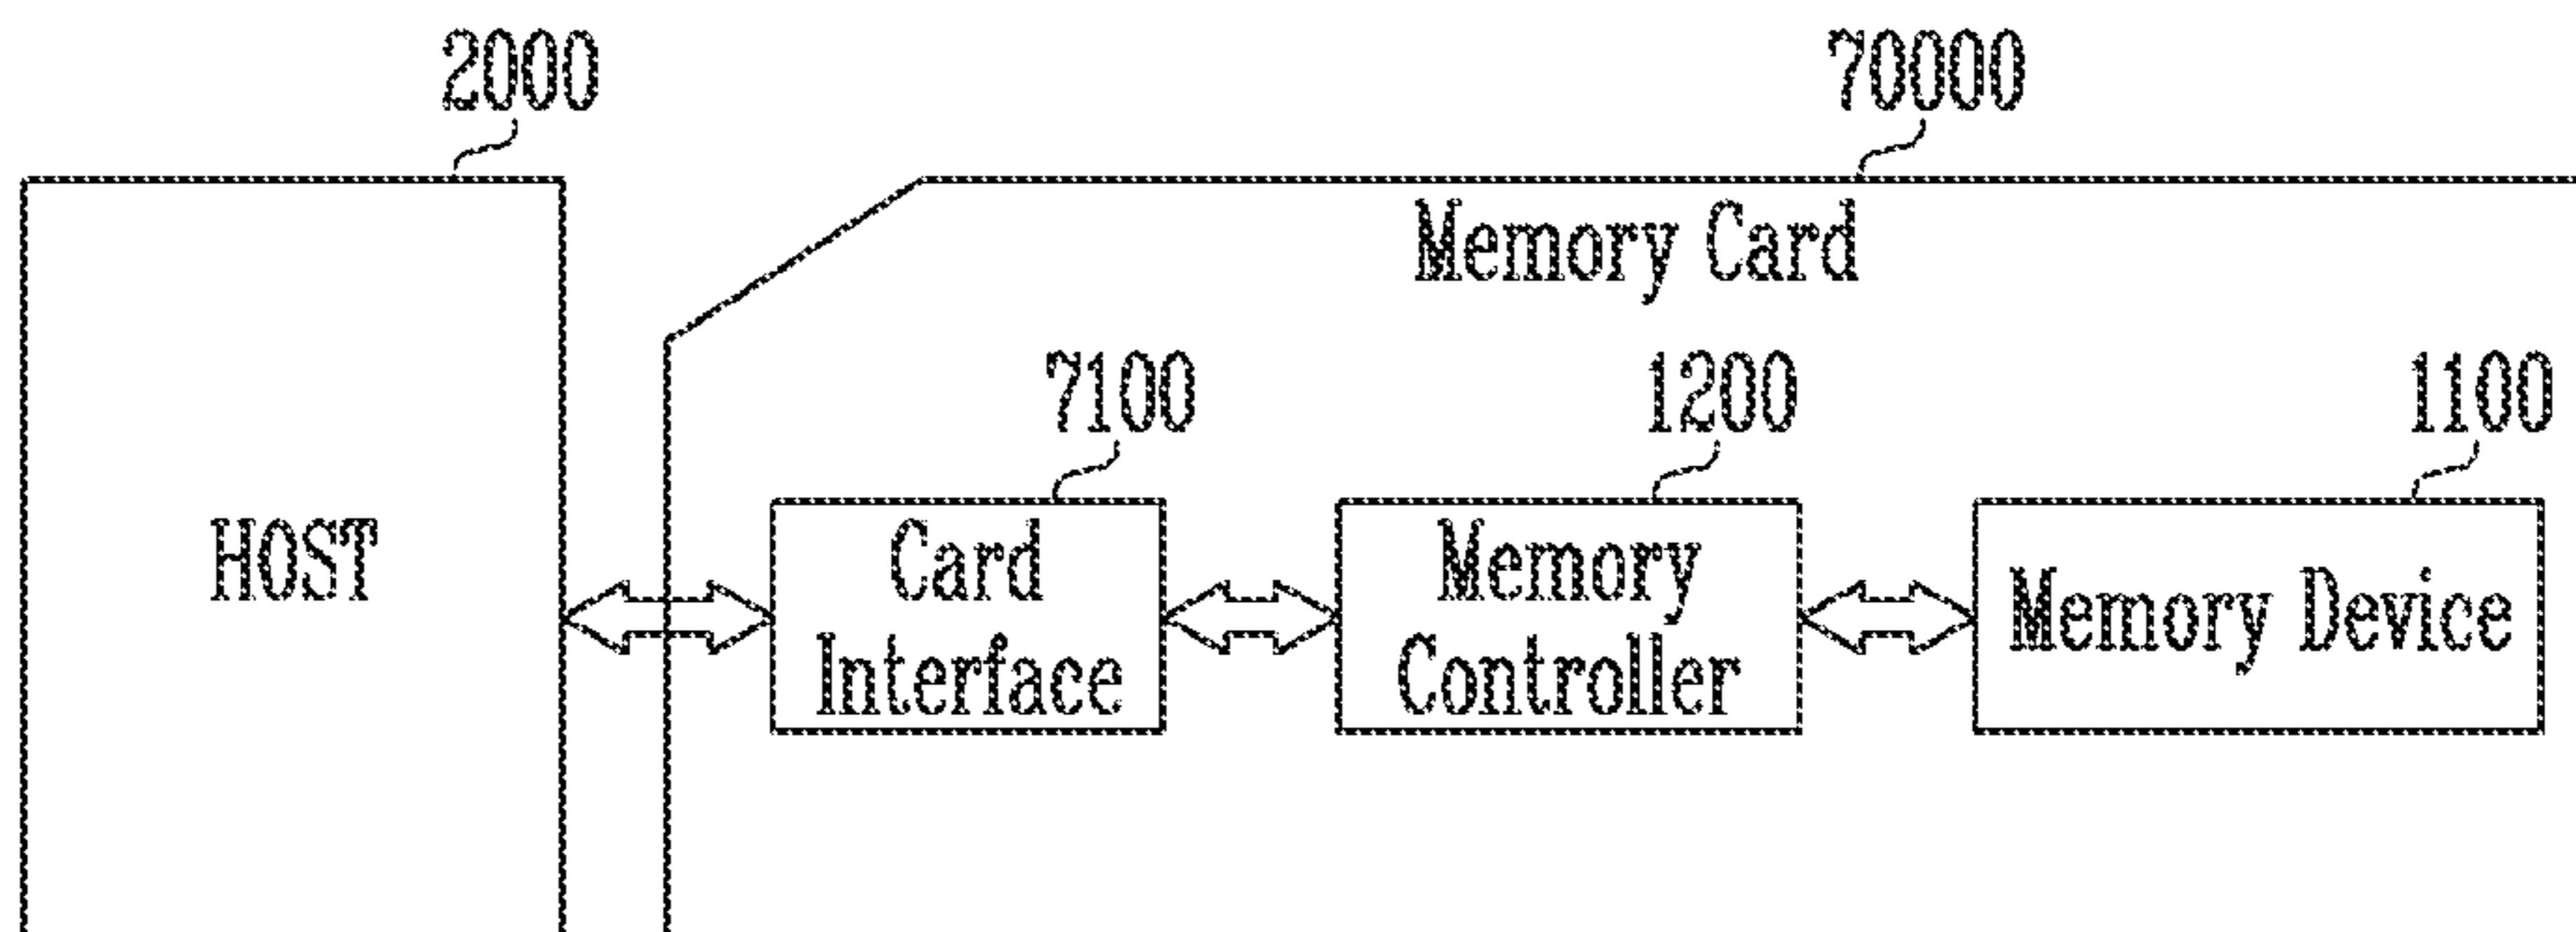 2000
70000
Memory Card
7100
1200
1100
HOST
Card
Interface
Memory
Controller
Memory Device